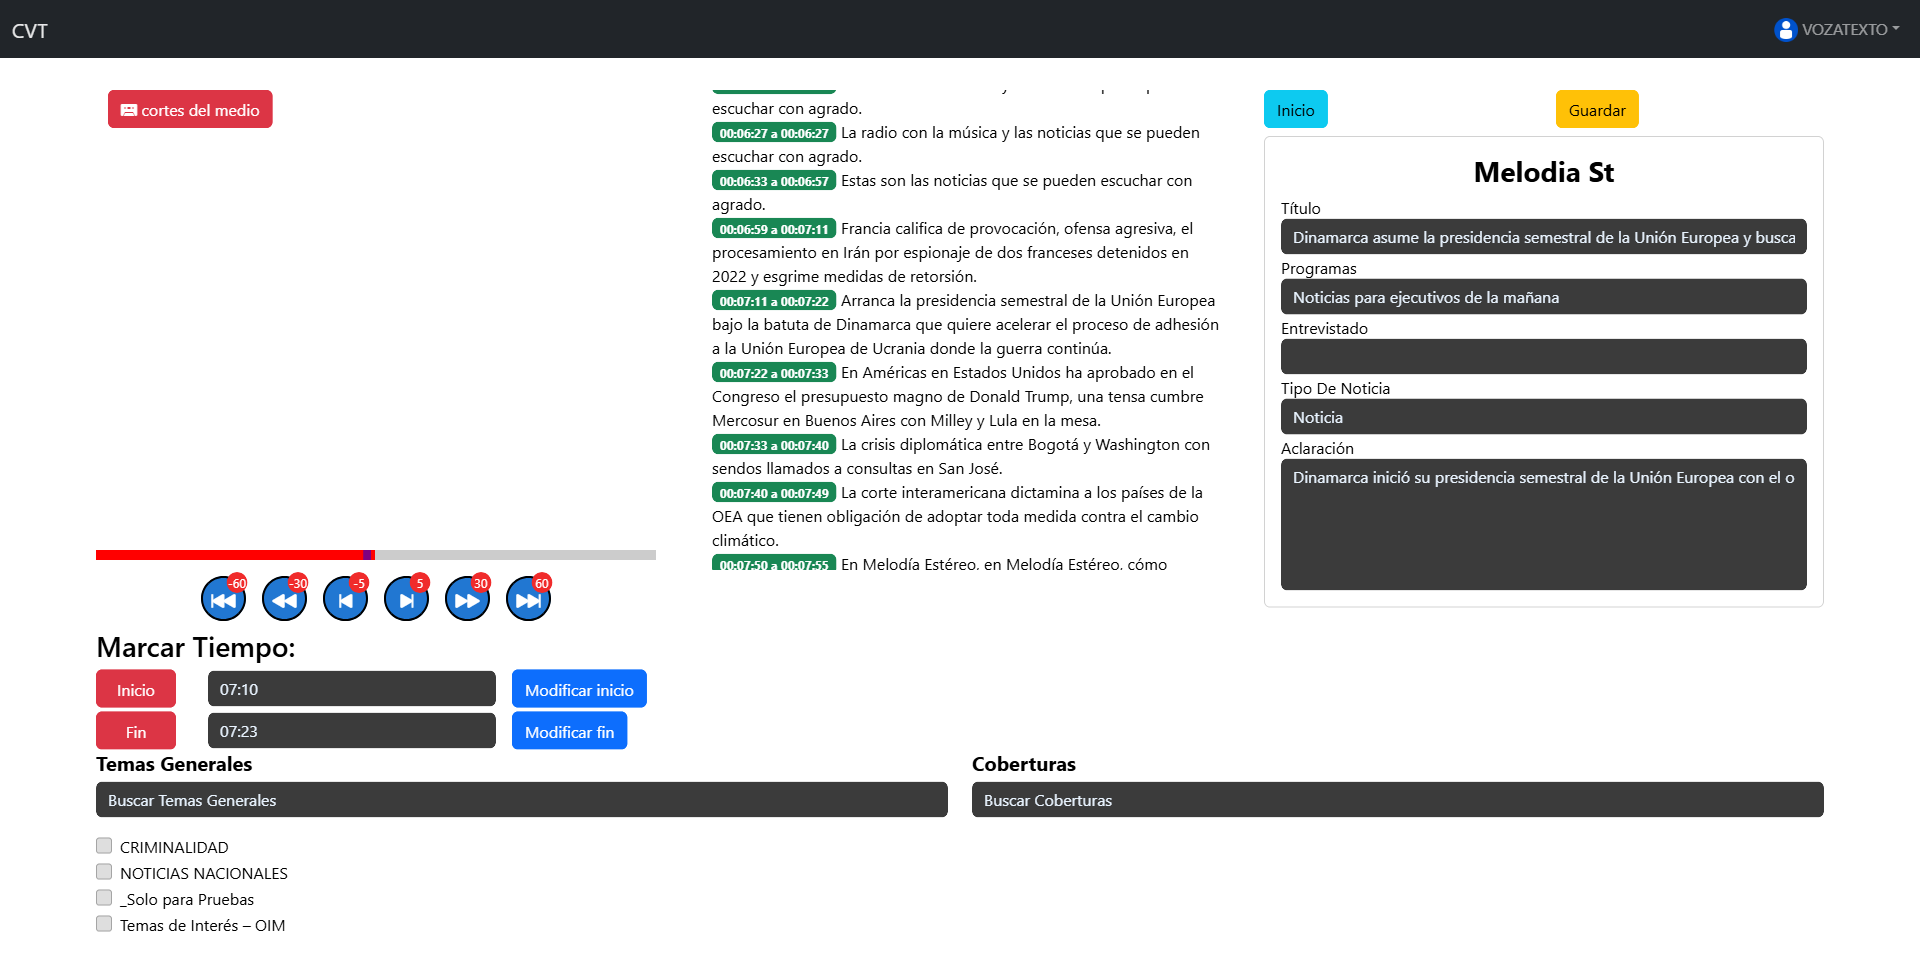 CVT
VOZATEXTO
cortes del medio
escuchar con agrado.
00:06:27 a 00:06:27 La radio con la música y las noticias que se pueden
escuchar con agrado.
00:06:33 a 00:06:57 Estas son las noticias que se pueden escuchar con
agrado.
00:06:59 a 00:07:11 Francia califica de provocación, ofensa agresiva, el
procesamiento en Irán por espionaje de dos franceses detenidos en
2022 y esgrime medidas de retorsión.
00:07:11 a 00:07:22 Arranca la presidencia semestral de la Unión Europea
bajo la batuta de Dinamarca que quiere acelerar el proceso de adhesión
a la Unión Europea de Ucrania donde la guerra continúa.
00:07:22 a 00:07:33 En Américas en Estados Unidos ha aprobado en el
Congreso el presupuesto magno de Donald Trump, una tensa cumbre
Mercosur en Buenos Aires con Milley y Lula en la mesa.
00:07:33 a 00:07:40 La crisis diplomática entre Bogotá y Washington con
sendos llamados a consultas en San José.
00:07:40 a 00:07:49 La corte interamericana dictamina a los países de la
OEA que tienen obligación de adoptar toda medida contra el cambio
climático.
00:07:50 a 00:07:55 En Melodía Estéreo, en Melodía Estéreo, cómo
Inicio
Guardar
Melodia St
Título
Dinamarca asume la presidencia semestral de la Unión Europea y busca
Programas
Noticias para ejecutivos de la mañana
Entrevistado
Tipo De Noticia
Noticia
Aclaración
Dinamarca inició su presidencia semestral de la Unión Europea con el o
-60 -30 -5 5 30 60
Marcar Tiempo:
Inicio 07:10 Modificar inicio
Fin 07:23 Modificar fin
Temas Generales
Buscar Temas Generales
CRIMINALIDAD
NOTICIAS NACIONALES
_Solo para Pruebas
Temas de Interés – OIM
Coberturas
Buscar Coberturas